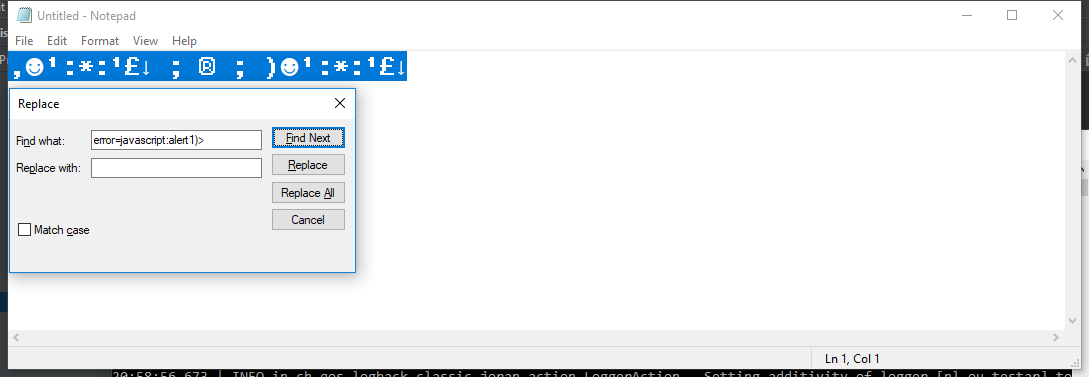 Untitled - Notepad
File Edit Format View Help
,☻¹:*:¹£↓ ; ® ; )☻¹:*:¹£↓
Replace
Find what: error=javascript:alert1)> Find Next
Replace with: Replace
Replace All
Cancel
Match case
Ln 1, Col 1
20:58:56,673 | INFO in ch.qos.logback.classic.joran.action.LoggerAction - Setting additivity of logger [nl.ou.testar] to